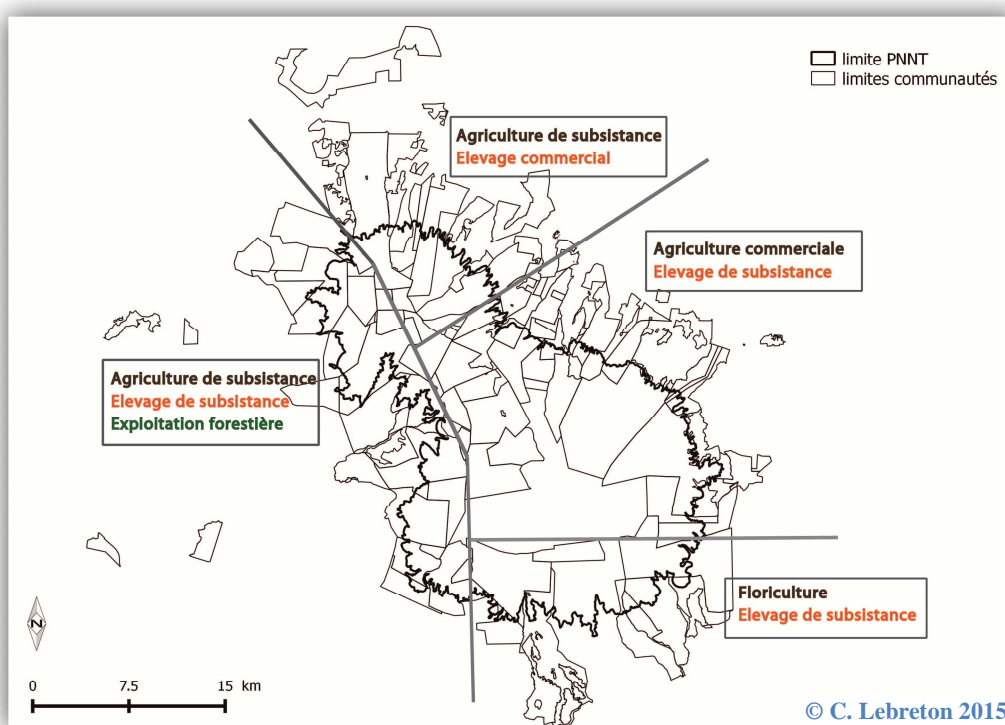 limite PNNT
limites communautés
Agriculture de subsistance
Elevage commercial
Agriculture commerciale
Elevage de subsistance
Agriculture de subsistance
Elevage de subsistance
Exploitation forestière
Floriculture
Elevage de subsistance
N
0 7.5 15 km
© C. Lebreton 2015